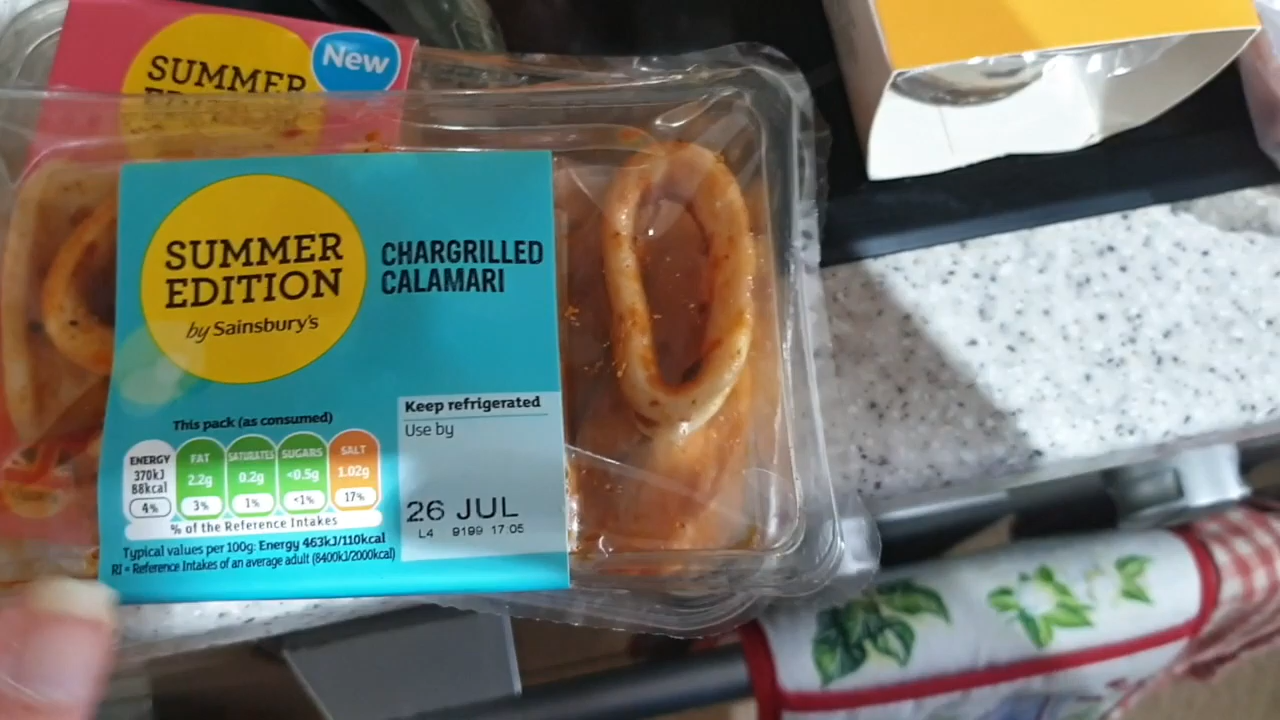 SUMMER
New
SUMMER
EDITION
by Sainsbury's
CHARGRILLED
CALAMARI
This pack (as consumed)
ENERGY
370kJ
88kcal
4%
FAT
2.2g
3%
SATURATES
0.2g
1%
SUGARS
<0.5g
<1%
SALT
1.02g
17%
% of the Reference Intakes
Typical values per 100g: Energy 463kJ/110kcal
RI = Reference Intakes of an average adult (8400kJ/2000kcal)
Keep refrigerated
Use by
26 JUL
L4 9199 17:05